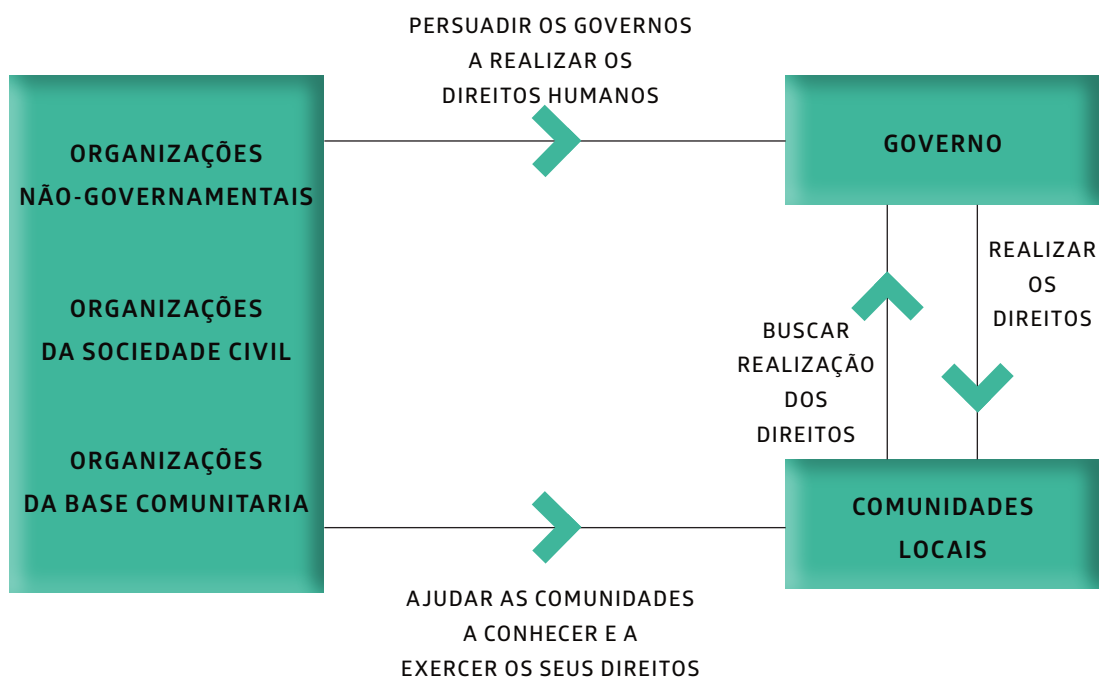 PERSUADIR OS GOVERNOS
A REALIZAR OS
DIREITOS HUMANOS
ORGANIZAÇÕES
NÃO-GOVERNAMENTAIS
ORGANIZAÇÕES
DA SOCIEDADE CIVIL
ORGANIZAÇÕES
DA BASE COMUNITARIA
GOVERNO
REALIZAR
OS
DIREITOS
BUSCAR
REALIZAÇÃO
DOS
DIREITOS
COMUNIDADES
LOCAIS
AJUDAR AS COMUNIDADES
A CONHECER E A
EXERCER OS SEUS DIREITOS